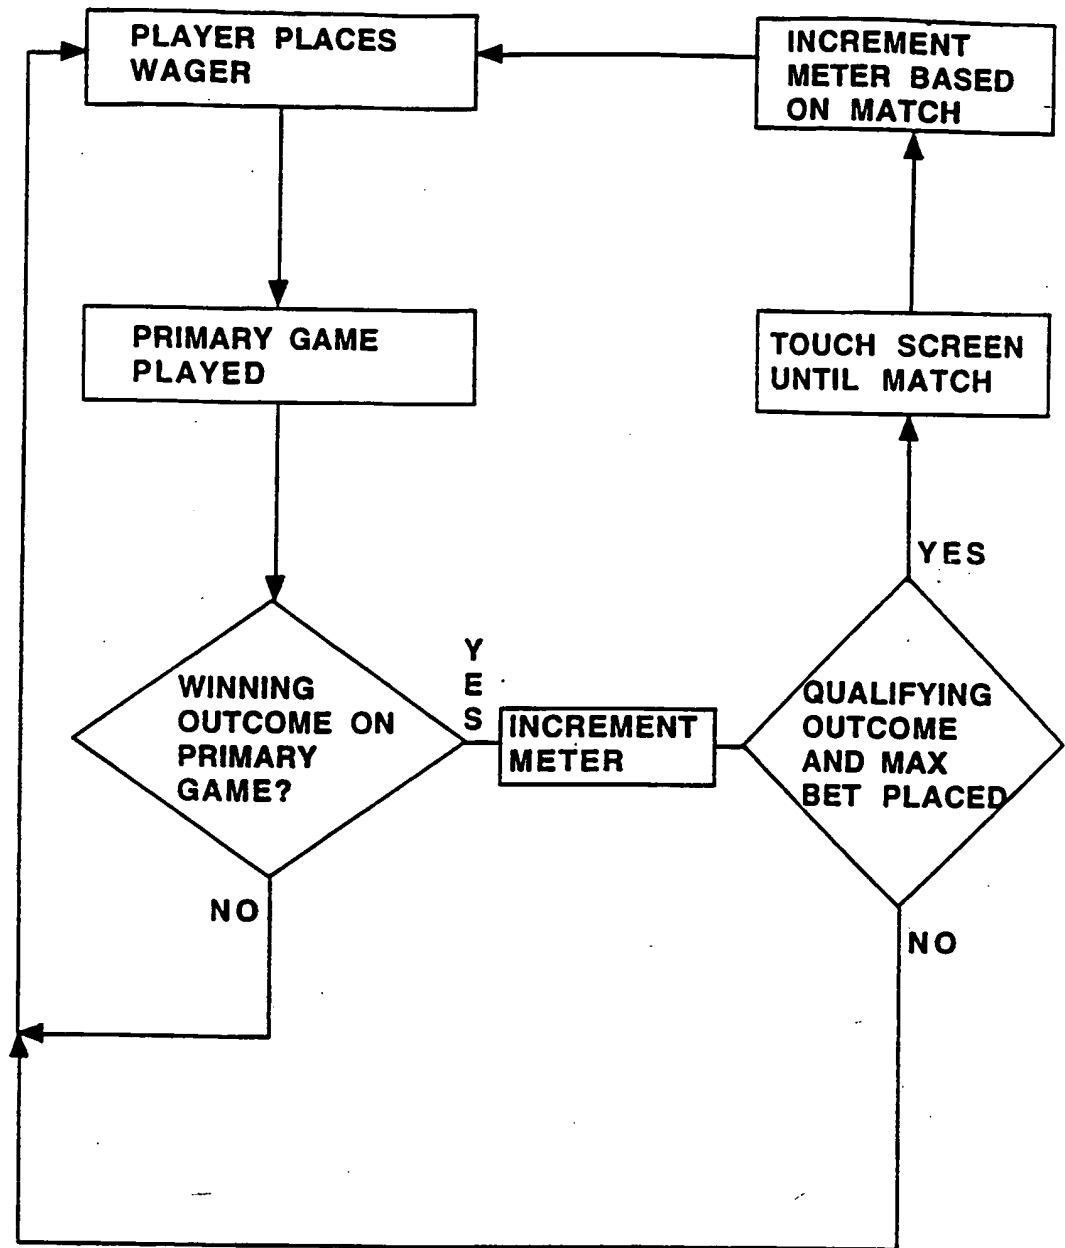 PLAYER PLACES
WAGER
INCREMENT
METER BASED
ON MATCH
PRIMARY GAME
PLAYED
TOUCH SCREEN
UNTIL MATCH
YES
WINNING
OUTCOME ON
PRIMARY
GAME?
YES
INCREMENT
METER
QUALIFYING
OUTCOME
AND MAX
BET PLACED
NO
NO